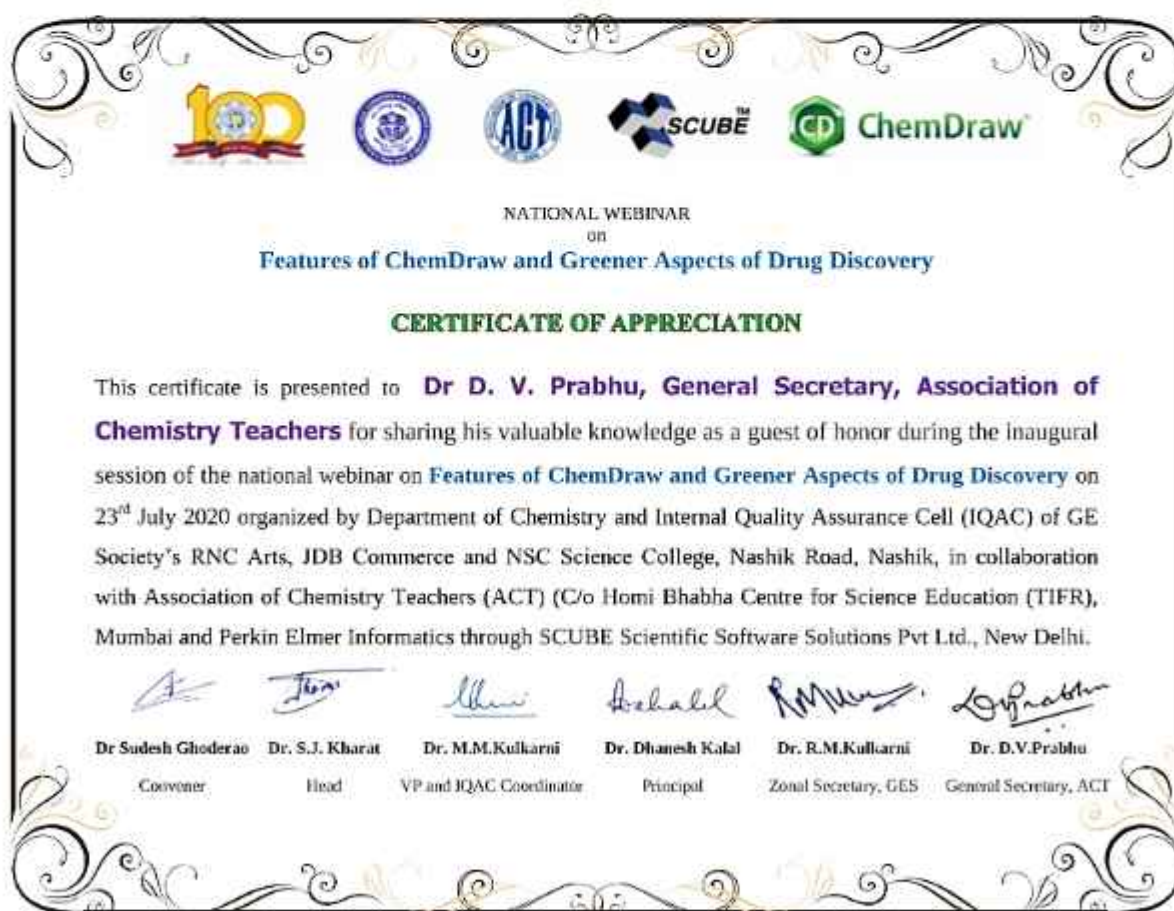 100
ACT
SCUBE™
CD ChemDraw®
NATIONAL WEBINAR
on
Features of ChemDraw and Greener Aspects of Drug Discovery
CERTIFICATE OF APPRECIATION
This certificate is presented to Dr D. V. Prabhu, General Secretary, Association of
Chemistry Teachers for sharing his valuable knowledge as a guest of honor during the inaugural
session of the national webinar on Features of ChemDraw and Greener Aspects of Drug Discovery on
23rd July 2020 organized by Department of Chemistry and Internal Quality Assurance Cell (IQAC) of GE
Society's RNC Arts, JDB Commerce and NSC Science College, Nashik Road, Nashik, in collaboration
with Association of Chemistry Teachers (ACT) (C/o Homi Bhabha Centre for Science Education (TIFR),
Mumbai and Perkin Elmer Informatics through SCUBE Scientific Software Solutions Pvt Ltd., New Delhi.
DVPrabhu
Dr Sudesh Ghoderao Dr. S.J. Kharat Dr. M.M.Kulkarni Dr. Dhanesh Kalal Dr. R.M.Kulkarni Dr. D.V.Prabhu
Convener Head VP and IQAC Coordinator Principal Zonal Secretary, GES General Secretary, ACT